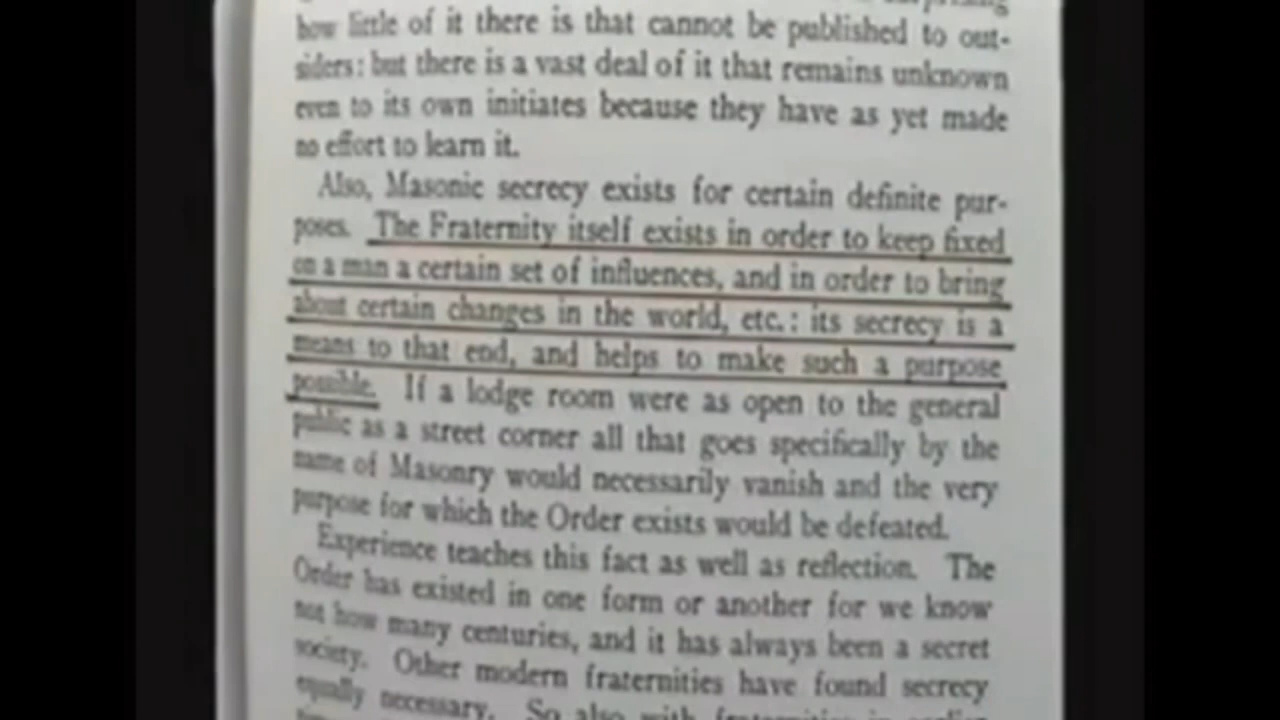 how little of it there is that cannot be published to out-
siders: but there is a vast deal of it that remains unknown
even to its own initiates because they have as yet made
no effort to learn it.
Also, Masonic secrecy exists for certain definite pur-
poses. The Fraternity itself exists in order to keep fixed
on a man a certain set of influences, and in order to bring
about certain changes in the world, etc.: its secrecy is a
means to that end, and helps to make such a purpose
possible. If a lodge room were as open to the general
public as a street corner all that goes specifically by the
name of Masonry would necessarily vanish and the very
purpose for which the Order exists would be defeated.
Experience teaches this fact as well as reflection. The
Order has existed in one form or another for we know
not how many centuries, and it has always been a secret
society. Other modern fraternities have found secrecy
equally necessary. So also with fraternities in